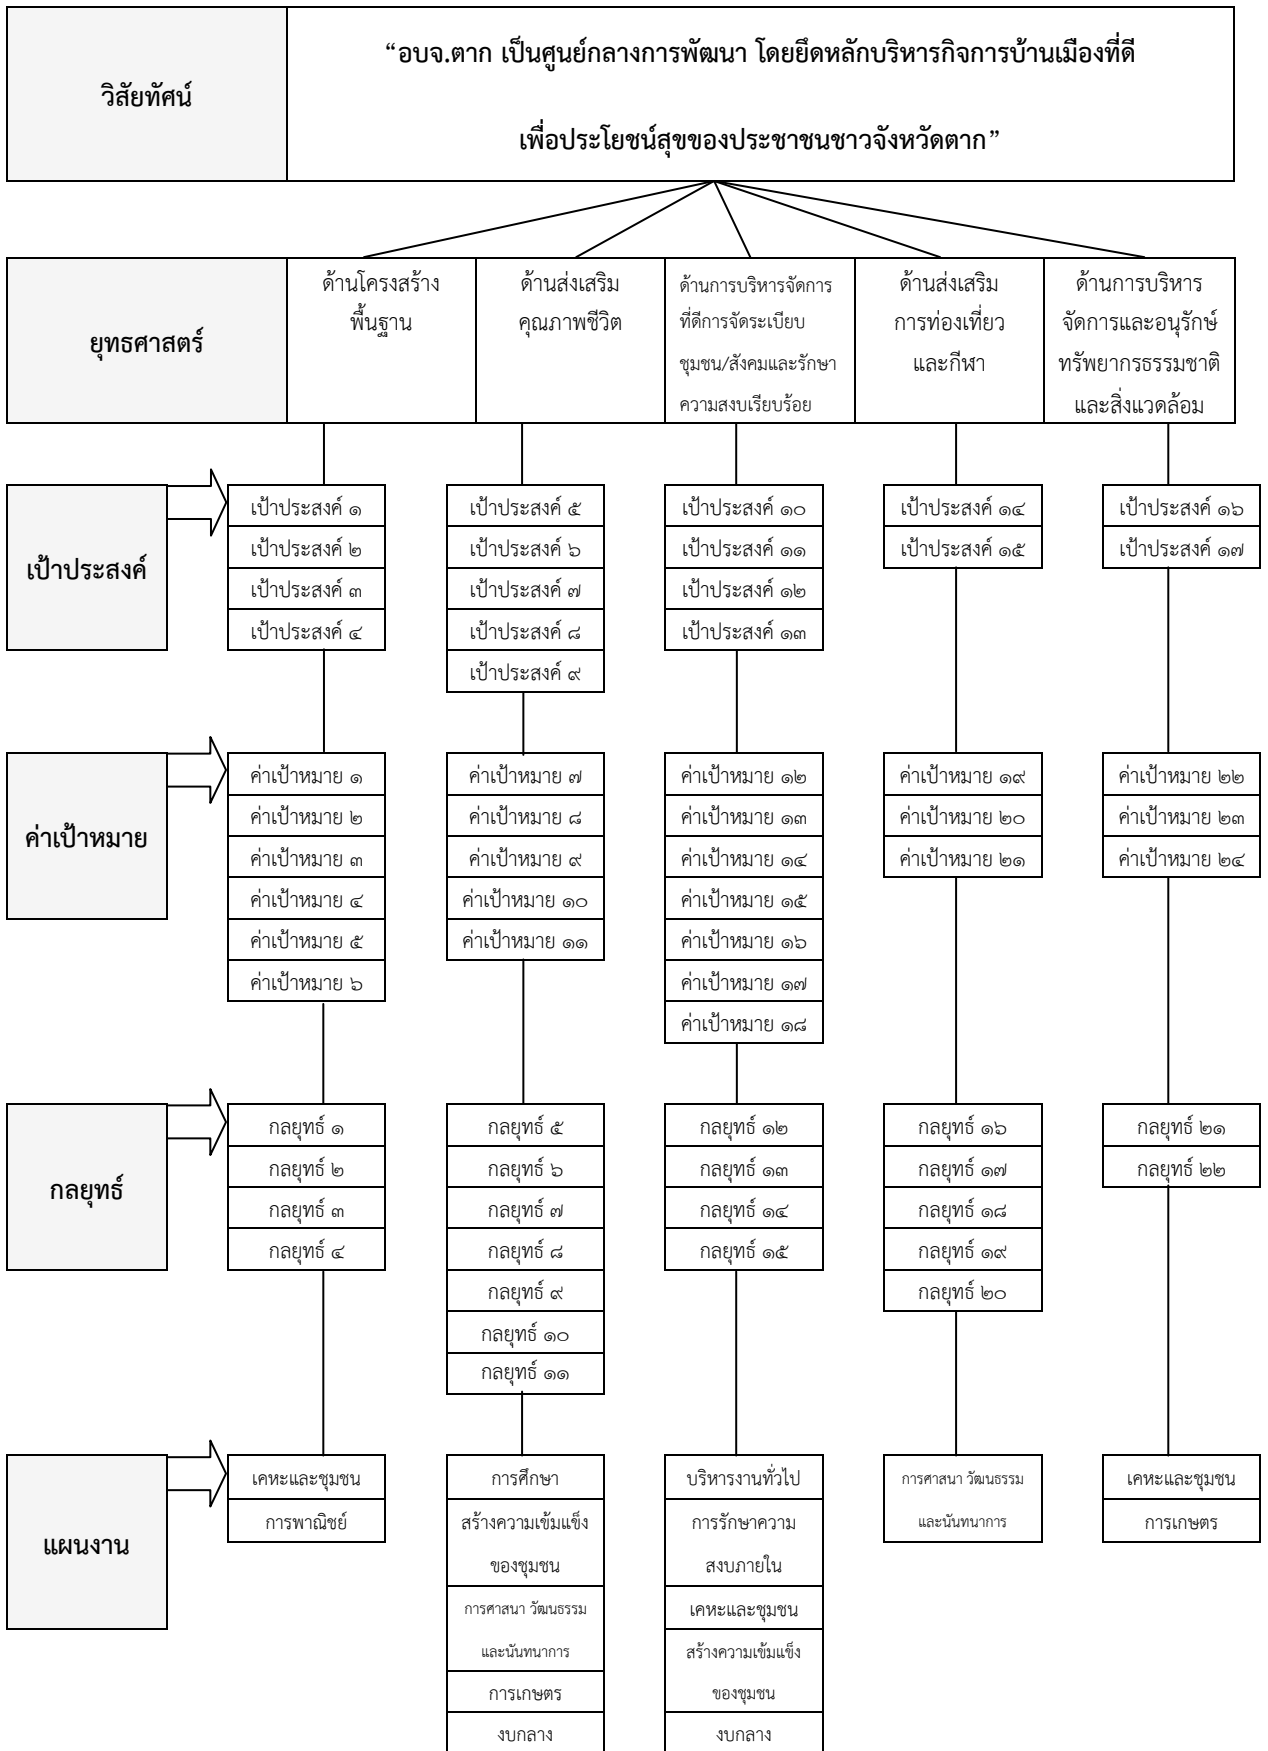 วิสัยทัศน์
“อบจ.ตาก เป็นศูนย์กลางการพัฒนา โดยยึดหลักบริหารกิจการบ้านเมืองที่ดี
เพื่อประโยชน์สุขของประชาชนชาวจังหวัดตาก”
ยุทธศาสตร์
ด้านโครงสร้าง
พื้นฐาน
ด้านส่งเสริม
คุณภาพชีวิต
ด้านการบริหารจัดการ
ที่ดีการจัดระเบียบ
ชุมชน/สังคมและรักษา
ความสงบเรียบร้อย
ด้านส่งเสริม
การท่องเที่ยว
และกีฬา
ด้านการบริหาร
จัดการและอนุรักษ์
ทรัพยากรธรรมชาติ
และสิ่งแวดล้อม
เป้าประสงค์
เป้าประสงค์ ๑
เป้าประสงค์ ๒
เป้าประสงค์ ๓
เป้าประสงค์ ๔
เป้าประสงค์ ๕
เป้าประสงค์ ๖
เป้าประสงค์ ๗
เป้าประสงค์ ๘
เป้าประสงค์ ๙
เป้าประสงค์ ๑๐
เป้าประสงค์ ๑๑
เป้าประสงค์ ๑๒
เป้าประสงค์ ๑๓
เป้าประสงค์ ๑๔
เป้าประสงค์ ๑๕
เป้าประสงค์ ๑๖
เป้าประสงค์ ๑๗
ค่าเป้าหมาย
ค่าเป้าหมาย ๑
ค่าเป้าหมาย ๒
ค่าเป้าหมาย ๓
ค่าเป้าหมาย ๔
ค่าเป้าหมาย ๕
ค่าเป้าหมาย ๖
ค่าเป้าหมาย ๗
ค่าเป้าหมาย ๘
ค่าเป้าหมาย ๙
ค่าเป้าหมาย ๑๐
ค่าเป้าหมาย ๑๑
ค่าเป้าหมาย ๑๒
ค่าเป้าหมาย ๑๓
ค่าเป้าหมาย ๑๔
ค่าเป้าหมาย ๑๕
ค่าเป้าหมาย ๑๖
ค่าเป้าหมาย ๑๗
ค่าเป้าหมาย ๑๘
ค่าเป้าหมาย ๑๙
ค่าเป้าหมาย ๒๐
ค่าเป้าหมาย ๒๑
ค่าเป้าหมาย ๒๒
ค่าเป้าหมาย ๒๓
ค่าเป้าหมาย ๒๔
กลยุทธ์
กลยุทธ์ ๑
กลยุทธ์ ๒
กลยุทธ์ ๓
กลยุทธ์ ๔
กลยุทธ์ ๕
กลยุทธ์ ๖
กลยุทธ์ ๗
กลยุทธ์ ๘
กลยุทธ์ ๙
กลยุทธ์ ๑๐
กลยุทธ์ ๑๑
กลยุทธ์ ๑๒
กลยุทธ์ ๑๓
กลยุทธ์ ๑๔
กลยุทธ์ ๑๕
กลยุทธ์ ๑๖
กลยุทธ์ ๑๗
กลยุทธ์ ๑๘
กลยุทธ์ ๑๙
กลยุทธ์ ๒๐
กลยุทธ์ ๒๑
กลยุทธ์ ๒๒
แผนงาน
เคหะและชุมชน
การพาณิชย์
การศึกษา
สร้างความเข้มแข็ง
ของชุมชน
การศาสนา วัฒนธรรม
และนันทนาการ
การเกษตร
งบกลาง
บริหารงานทั่วไป
การรักษาความ
สงบภายใน
เคหะและชุมชน
สร้างความเข้มแข็ง
ของชุมชน
งบกลาง
การศาสนา วัฒนธรรม
และนันทนาการ
เคหะและชุมชน
การเกษตร